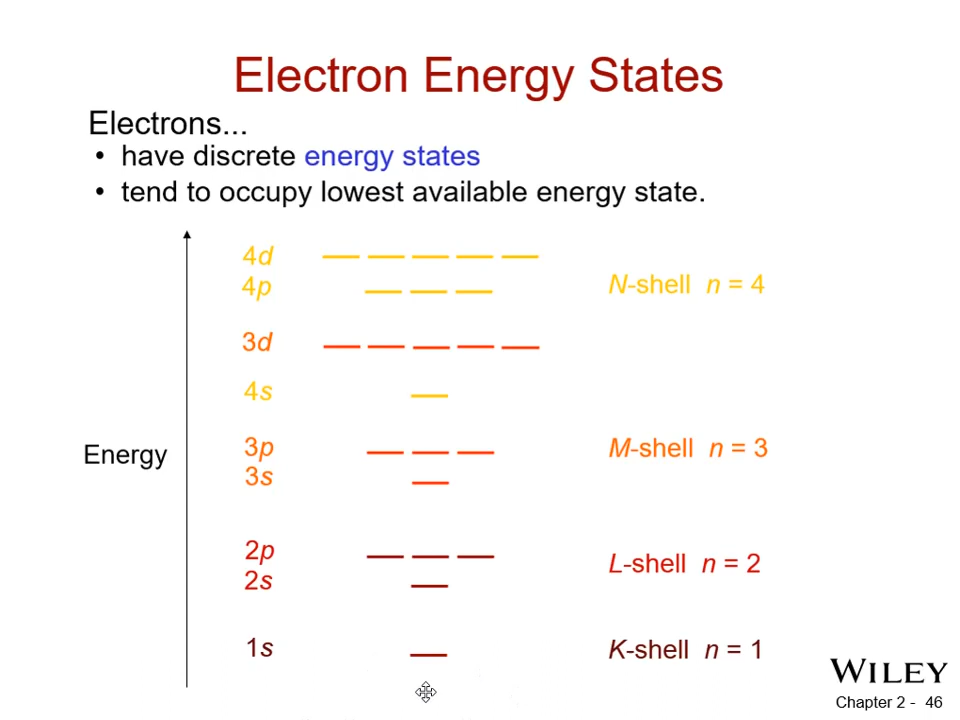 Electron Energy States
Electrons...
• have discrete energy states
• tend to occupy lowest available energy state.
4d
4p
N-shell n = 4
3d
4s
Energy
3p
3s
M-shell n = 3
2p
2s
L-shell n = 2
1s
K-shell n = 1
WILEY
Chapter 2 - 46